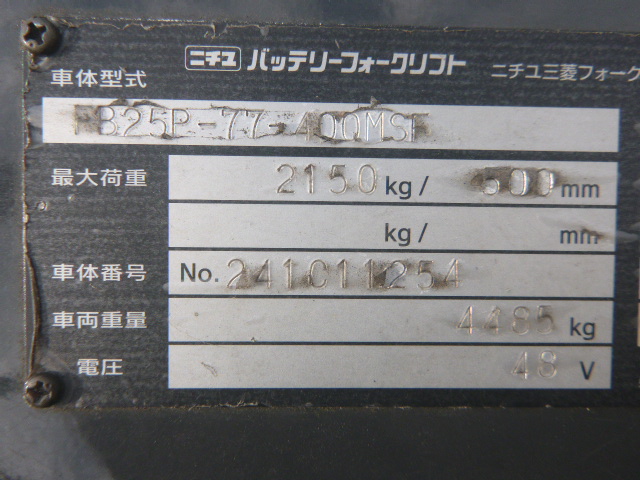 ニチユ バッテリーフォークリフト ニチユ三菱フォーク
車体型式
FB25P-77-400MSF
最大荷重 2150 kg/ 500 mm
kg/ mm
車体番号 No. 241011254
車両重量 4485 kg
電圧 48 V